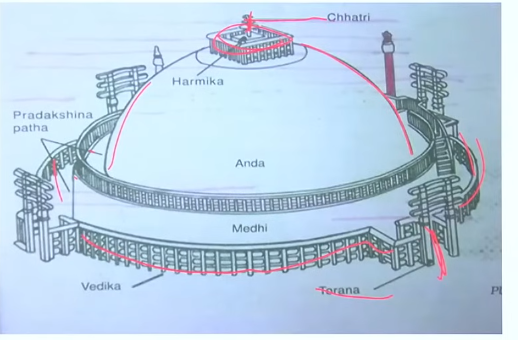 Chhatri
Harmika
Pradakshina
patha
Anda
Medhi
Vedika
Torana